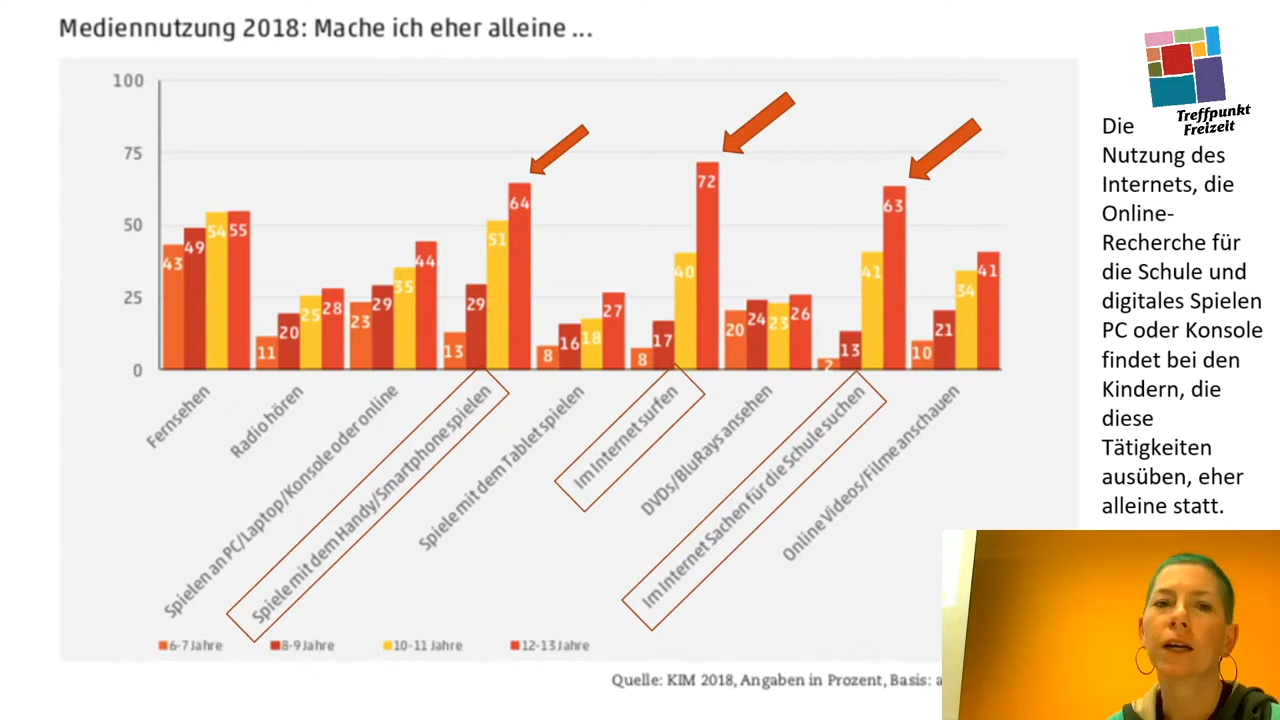 Mediennutzung 2018: Mache ich eher alleine ...
Treffpunkt
Freizeit
100
75
50
25
0
43
49
54
55
11
20
25
28
23
29
35
44
13
29
51
64
8
16
18
27
8
17
40
72
20
24
23
26
2
13
41
63
10
21
34
41
Fernsehen
Radio hören
Spielen an PC/Laptop/Konsole oder online
Spiele mit dem Handy/Smartphone spielen
Spiele mit dem Tablet spielen
Im Internet surfen
DVDs/BluRays ansehen
Im Internet Sachen für die Schule suchen
Online Videos/Filme anschauen
6-7 Jahre
8-9 Jahre
10-11 Jahre
12-13 Jahre
Quelle: KIM 2018, Angaben in Prozent, Basis:
Die
Nutzung des
Internets, die
Online-
Recherche für
die Schule und
digitales Spielen
PC oder Konsole
findet bei den
Kindern, die
diese
Tätigkeiten
ausüben, eher
alleine statt.